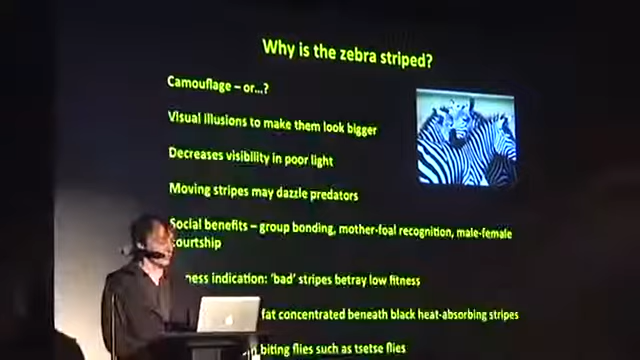 Why is the zebra striped?
Camouflage – or...?
Visual illusions to make them look bigger
Decreases visibility in poor light
Moving stripes may dazzle predators
Social benefits – group bonding, mother-foal recognition, male-female
courtship
indication: 'bad' stripes betray low fitness
fat concentrated beneath black heat-absorbing stripes
biting flies such as tsetse flies